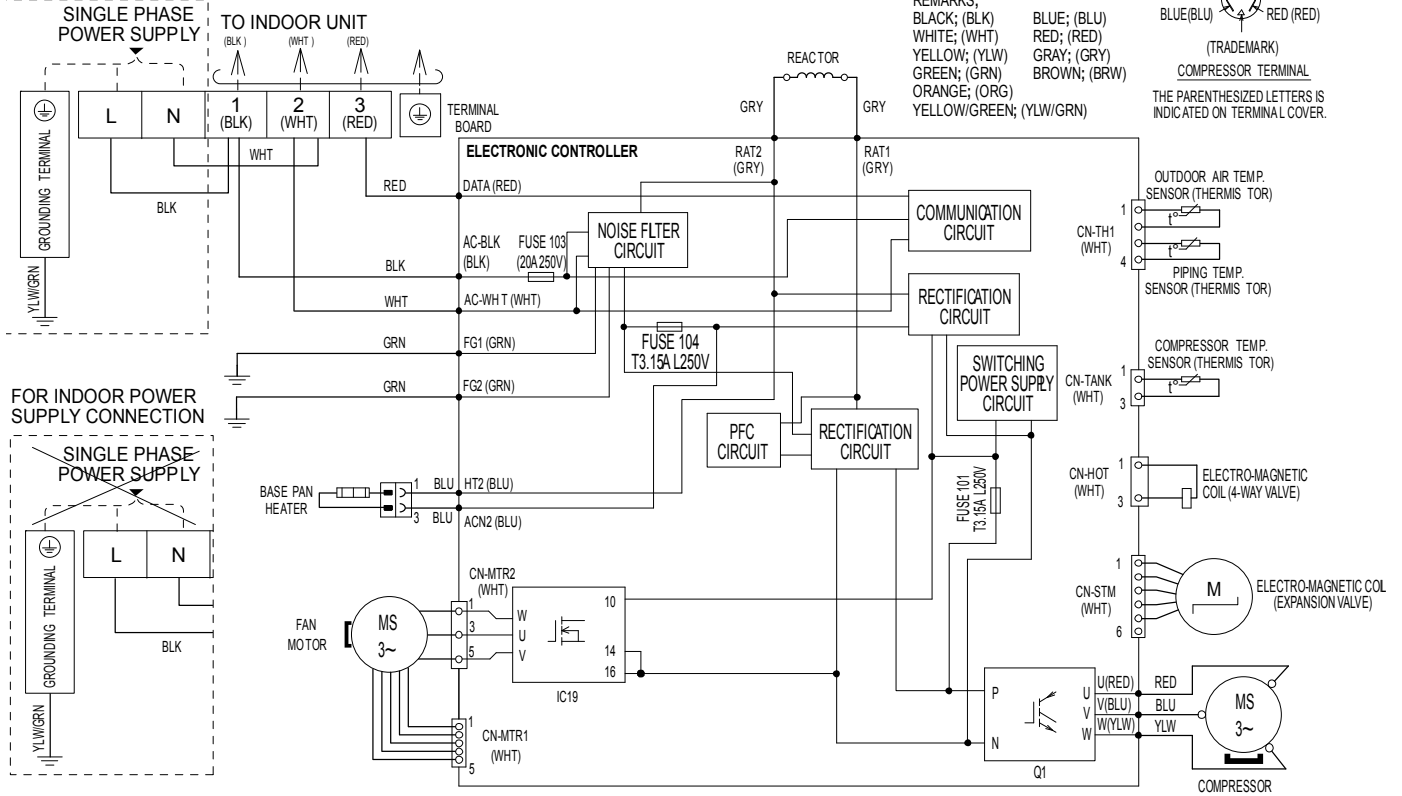 SINGLE PHASE
POWER SUPPLY
TO INDOOR UNIT
(BLK)
(WHT)
(RED)
L
N
1
(BLK)
2
(WHT)
3
(RED)
TERMINAL
BOARD
GROUNDING TERMINAL
YLW/GRN
WHT
BLK
REMARKS;
BLACK; (BLK) BLUE; (BLU)
WHITE; (WHT) RED; (RED)
YELLOW; (YLW) GRAY; (GRY)
GREEN; (GRN) BROWN; (BRW)
ORANGE; (ORG)
YELLOW/GREEN; (YLW/GRN)
BLUE(BLU)
RED (RED)
(TRADEMARK)
COMPRESSOR TERMINAL
THE PARENTHESIZED LETTERS IS
INDICATED ON TERMINAL COVER.
REACTOR
GRY
GRY
ELECTRONIC CONTROLLER
RAT2
(GRY)
RAT1
(GRY)
RED
DATA (RED)
NOISE FLTER
CIRCUIT
COMMUNICATION
CIRCUIT
AC-BLK
(BLK)
FUSE 103
(20A 250V)
BLK
WHT
AC-WHT (WHT)
RECTIFICATION
CIRCUIT
GRN
FG1 (GRN)
FUSE 104
T3.15A L250V
GRN
FG2 (GRN)
SWITCHING
POWER SUPPLY
CIRCUIT
PFC
CIRCUIT
RECTIFICATION
CIRCUIT
FUSE 101
T3.15A L250V
1
CN-TH1
(WHT)
4
t°
t°
OUTDOOR AIR TEMP.
SENSOR (THERMIS TOR)
PIPING TEMP.
SENSOR (THERMIS TOR)
COMPRESSOR TEMP.
SENSOR (THERMIS TOR)
1
CN-TANK
(WHT)
3
t°
1
CN-HOT
(WHT)
3
ELECTRO-MAGNETIC
COIL (4-WAY VALVE)
1
CN-STM
(WHT)
6
M
ELECTRO-MAGNETIC COIL
(EXPANSION VALVE)
FOR INDOOR POWER
SUPPLY CONNECTION
SINGLE PHASE
POWER SUPPLY
L
N
GROUNDING TERMINAL
YLW/GRN
BLK
BASE PAN
HEATER
1
3
BLU
HT2 (BLU)
BLU
ACN2 (BLU)
FAN
MOTOR
MS
3~
CN-MTR2
(WHT)
1
3
5
W
U
V
10
14
16
IC19
1
CN-MTR1
(WHT)
5
P
N
U
V
W
Q1
U(RED)
V(BLU)
W(YLW)
RED
BLU
YLW
MS
3~
COMPRESSOR